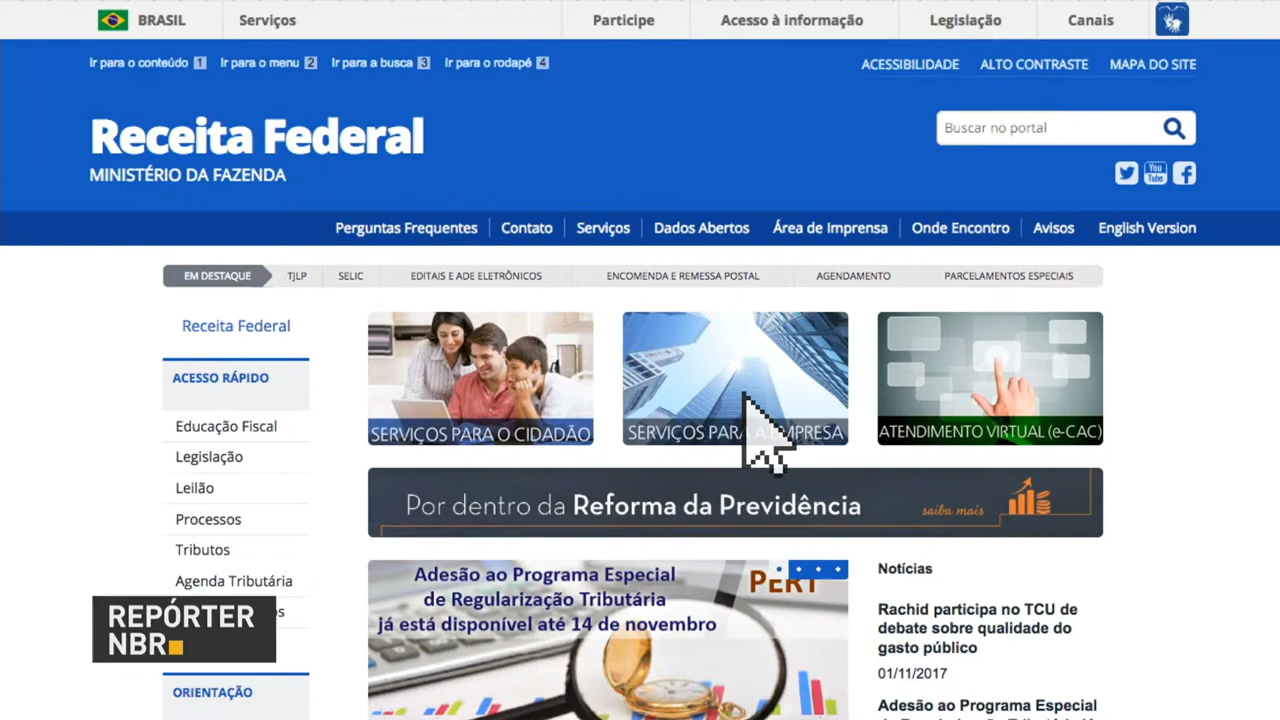 BRASIL
Serviços
Participe
Acesso à informação
Legislação
Canais
Ir para o conteúdo 1
Ir para o menu 2
Ir para a busca 3
Ir para o rodapé 4
ACESSIBILIDADE
ALTO CONTRASTE
MAPA DO SITE
Receita Federal
MINISTÉRIO DA FAZENDA
Buscar no portal
You
Tube
Perguntas Frequentes
Contato
Serviços
Dados Abertos
Área de Imprensa
Onde Encontro
Avisos
English Version
EM DESTAQUE
TJLP
SELIC
EDITAIS E ADE ELETRÔNICOS
ENCOMENDA E REMESSA POSTAL
AGENDAMENTO
PARCELAMENTOS ESPECIAIS
Receita Federal
ACESSO RÁPIDO
Educação Fiscal
Legislação
Leilão
Processos
Tributos
Agenda Tributária
REPÓRTER
NBR
ORIENTAÇÃO
SERVIÇOS PARA O CIDADÃO
SERVIÇOS PARA A EMPRESA
ATENDIMENTO VIRTUAL (e-CAC)
Por dentro da Reforma da Previdência
saiba mais
Adesão ao Programa Especial
de Regularização Tributária
já está disponível até 14 de novembro
PERT
Notícias
Rachid participa no TCU de
debate sobre qualidade do
gasto público
01/11/2017
Adesão ao Programa Especial